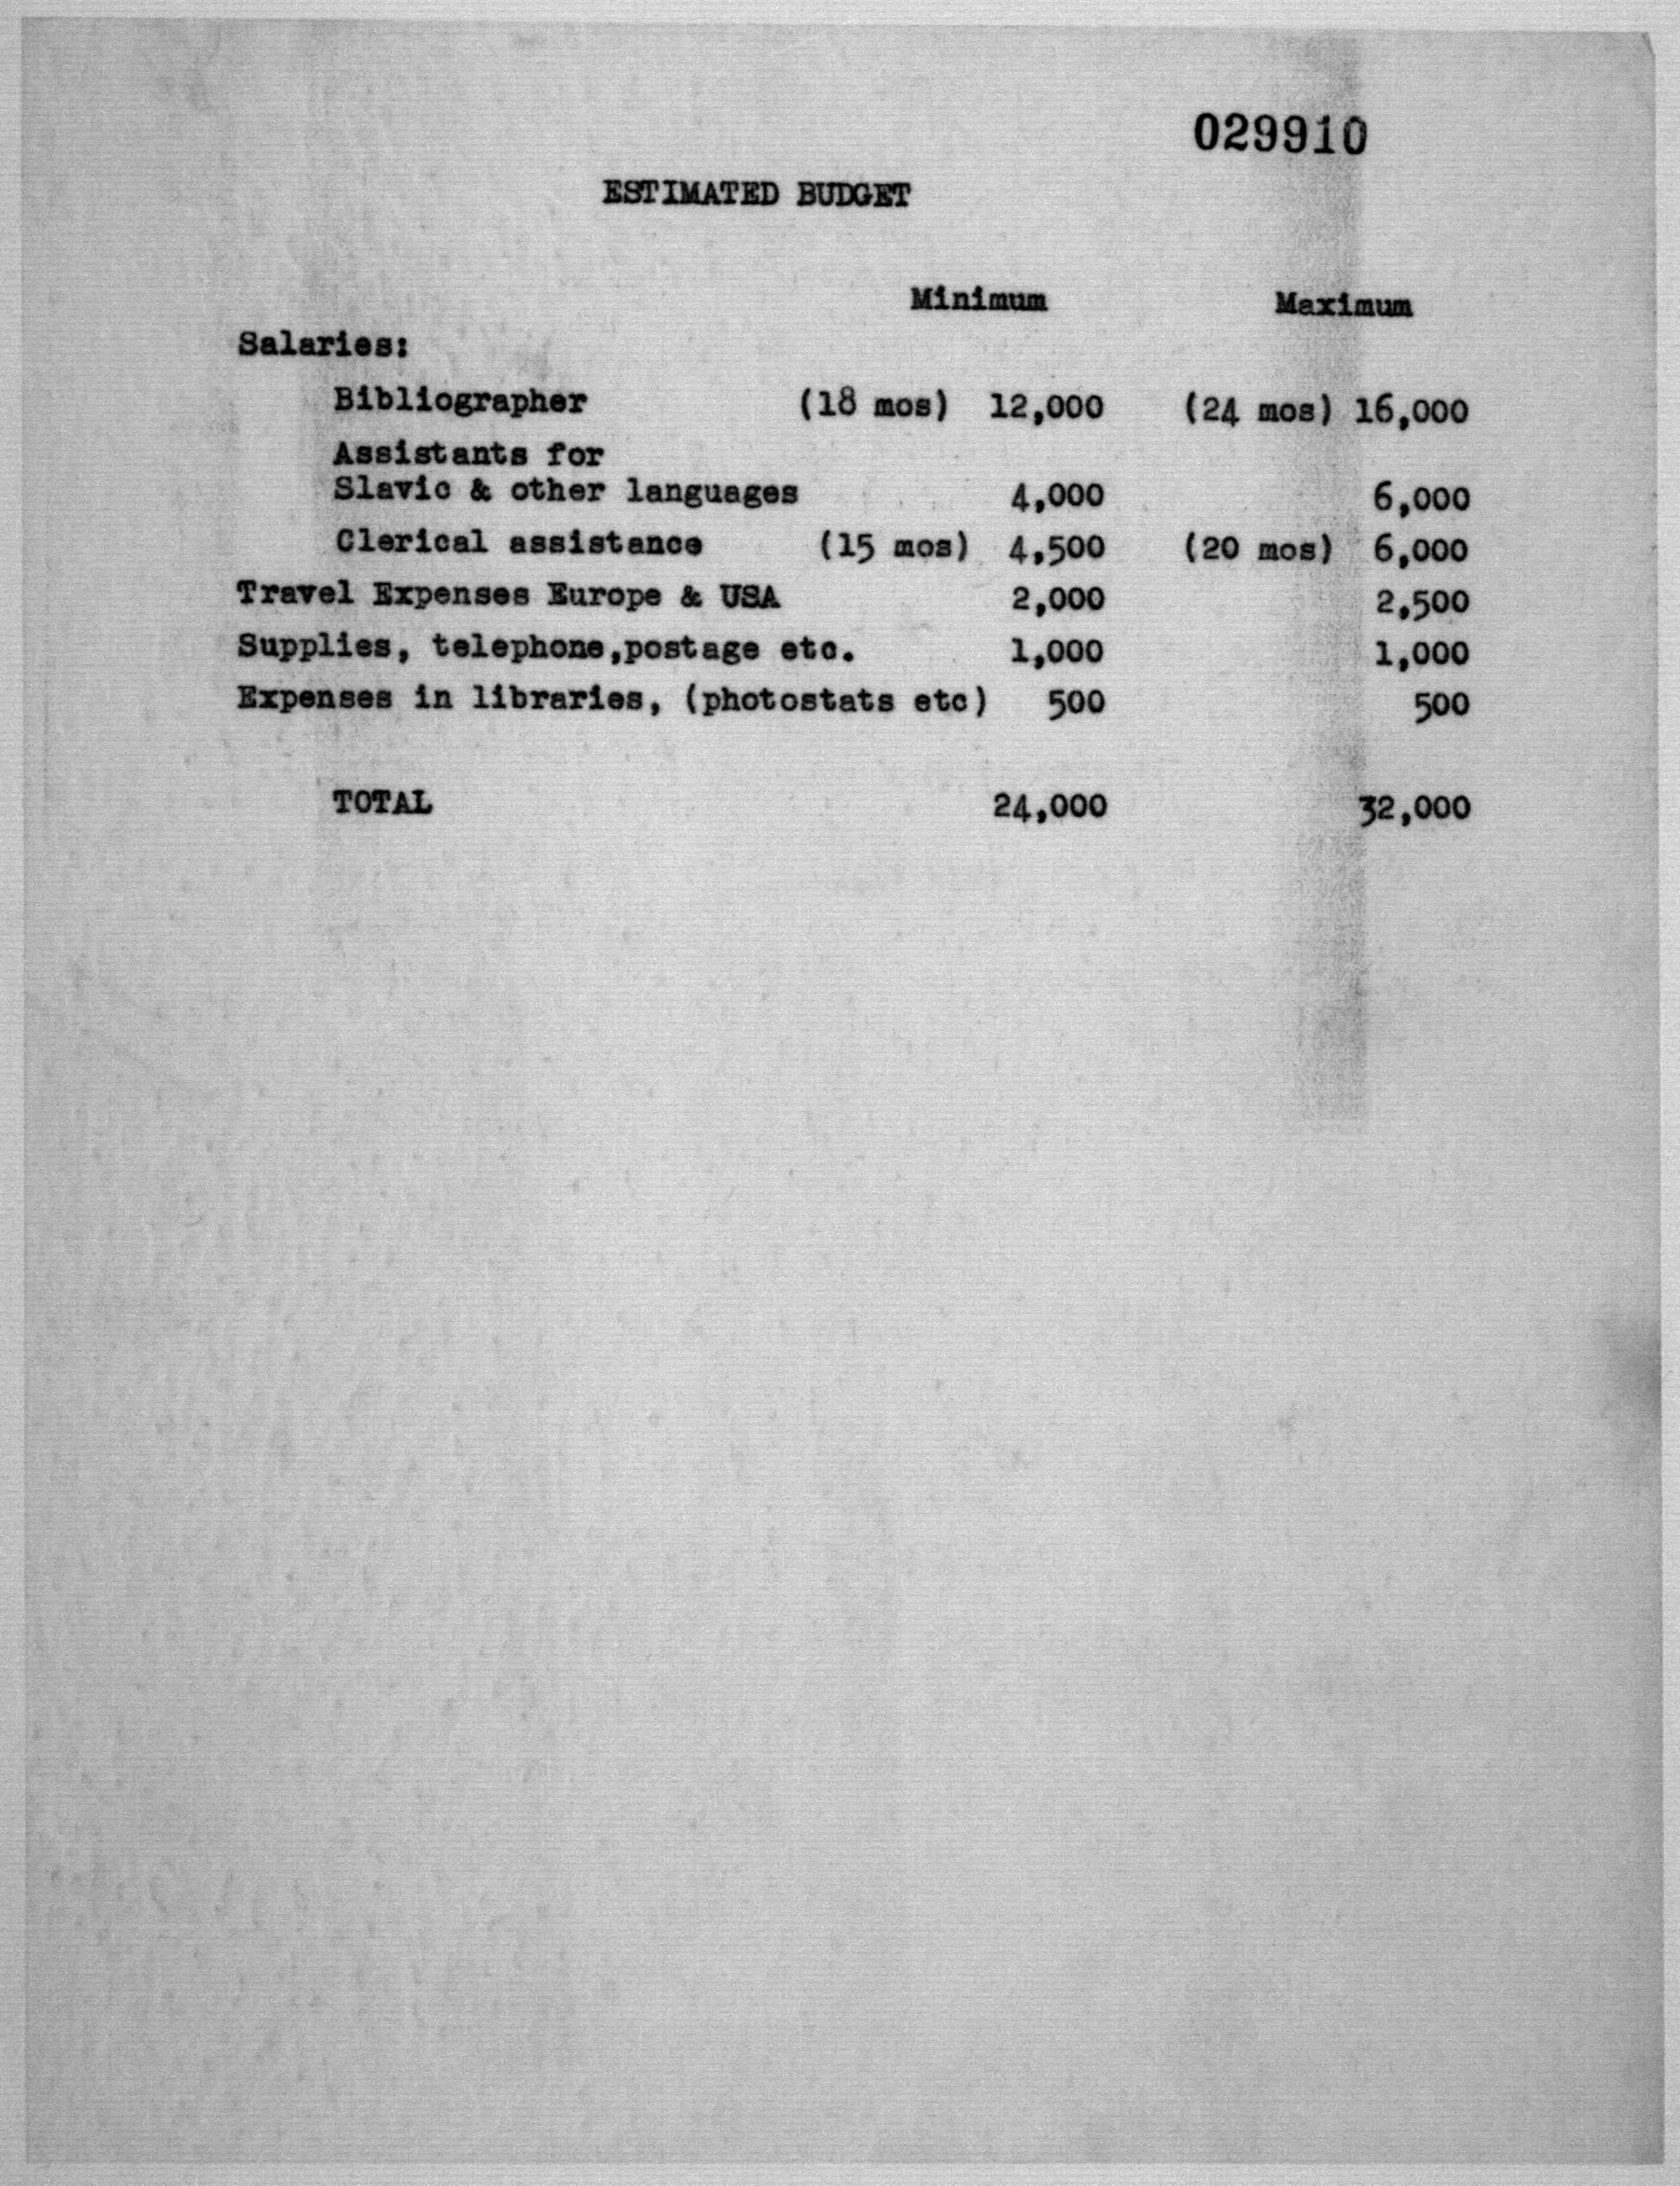 029910
ESTIMATED BUDGET
Minimum Maximum
Salaries:
Bibliographer (18 mos) 12,000 (24 mos) 16,000
Assistants for
Slavic & other languages 4,000 6,000
Clerical assistance (15 mos) 4,500 (20 mos) 6,000
Travel Expenses Europe & USA 2,000 2,500
Supplies, telephone,postage etc. 1,000 1,000
Expenses in libraries, (photostats etc) 500 500
TOTAL 24,000 32,000